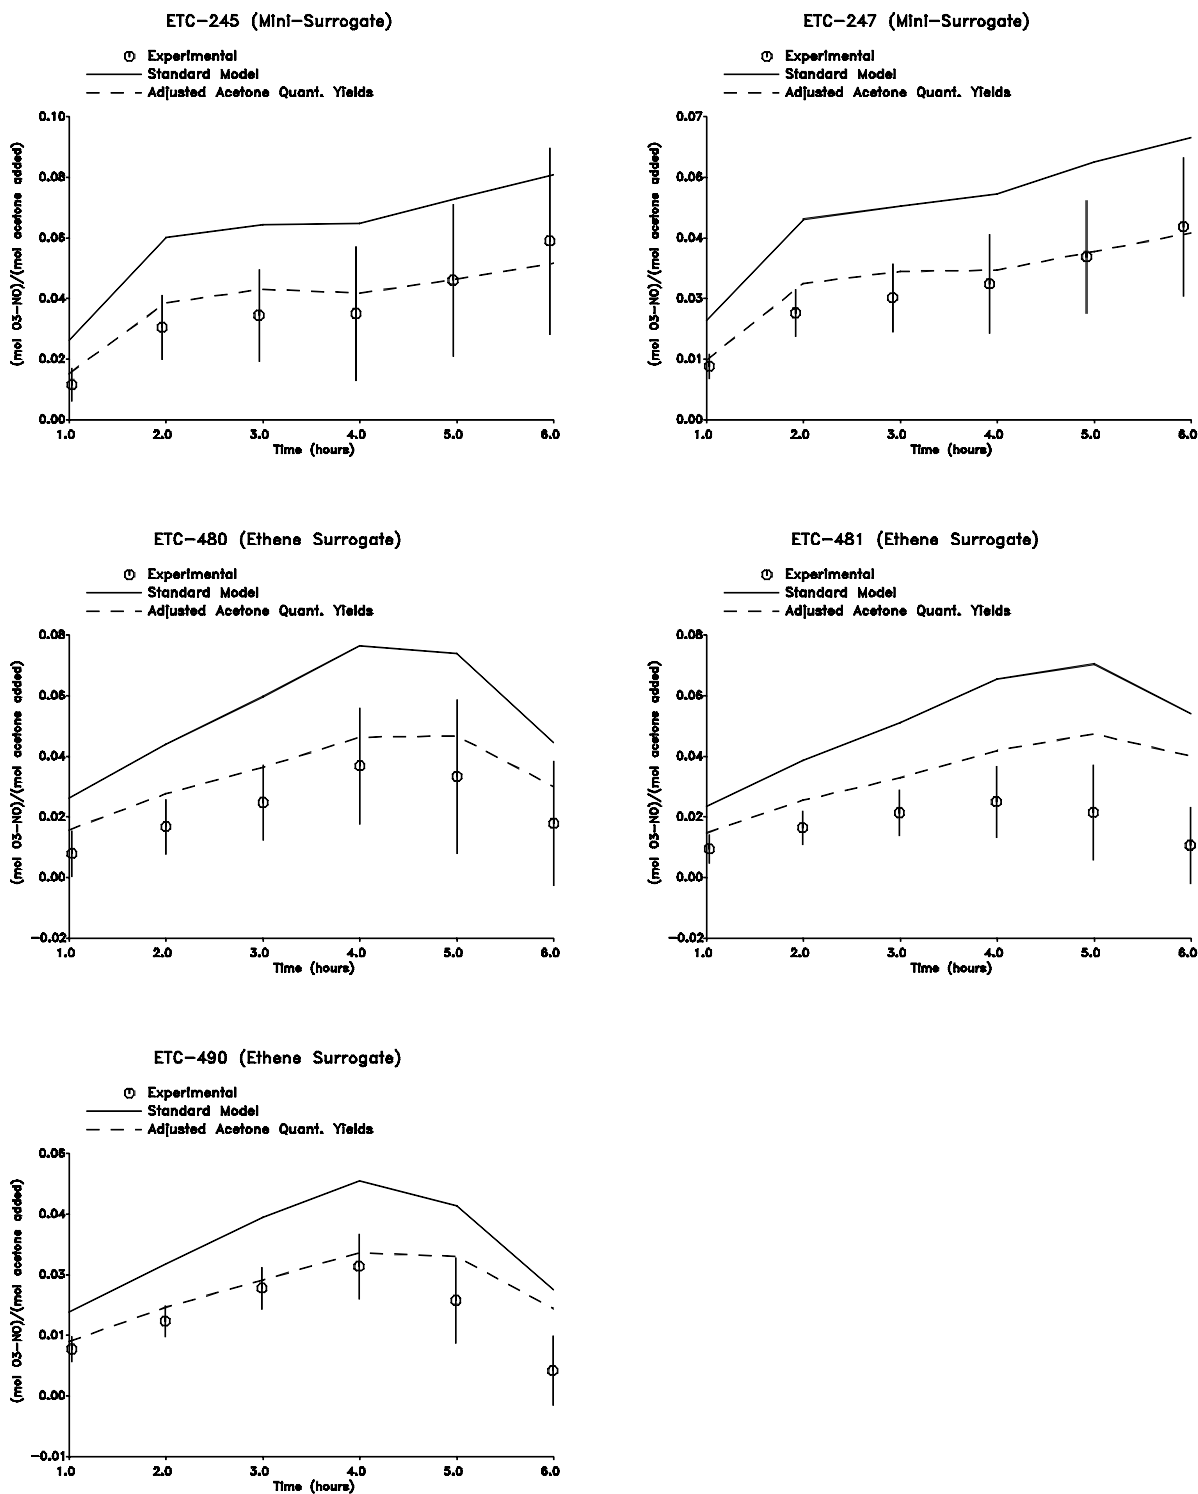 ETC-245 (Mini-Surrogate)
Experimental
Standard Model
Adjusted Acetone Quant. Yields
(mol O3-NO)/(mol acetone added)
0.10
0.08
0.06
0.04
0.02
0.00
1.0 2.0 3.0 4.0 5.0 6.0
Time (hours)
ETC-247 (Mini-Surrogate)
Experimental
Standard Model
Adjusted Acetone Quant. Yields
(mol O3-NO)/(mol acetone added)
0.07
0.06
0.04
0.03
0.01
0.00
1.0 2.0 3.0 4.0 5.0 6.0
Time (hours)
ETC-480 (Ethene Surrogate)
Experimental
Standard Model
Adjusted Acetone Quant. Yields
(mol O3-NO)/(mol acetone added)
0.08
0.06
0.04
0.02
0.00
-0.02
1.0 2.0 3.0 4.0 5.0 6.0
Time (hours)
ETC-481 (Ethene Surrogate)
Experimental
Standard Model
Adjusted Acetone Quant. Yields
(mol O3-NO)/(mol acetone added)
0.08
0.06
0.04
0.02
0.00
-0.02
1.0 2.0 3.0 4.0 5.0 6.0
Time (hours)
ETC-490 (Ethene Surrogate)
Experimental
Standard Model
Adjusted Acetone Quant. Yields
(mol O3-NO)/(mol acetone added)
0.06
0.04
0.03
0.01
0.00
-0.01
1.0 2.0 3.0 4.0 5.0 6.0
Time (hours)